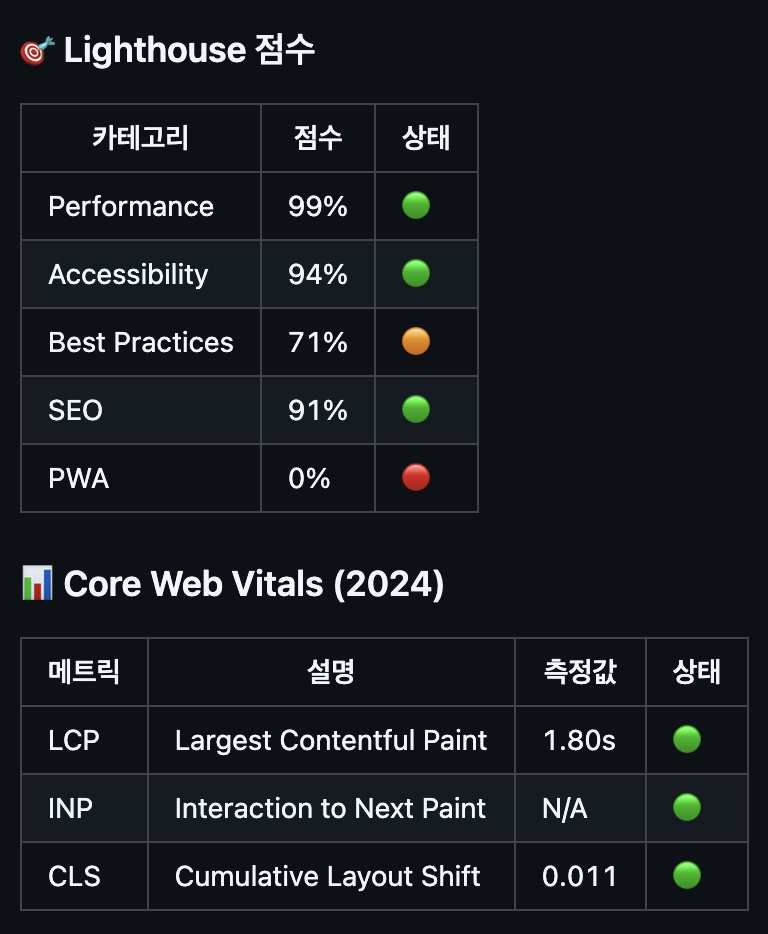 🎯 Lighthouse 점수
카테고리 점수 상태
Performance 99% 🟢
Accessibility 94% 🟢
Best Practices 71% 🟠
SEO 91% 🟢
PWA 0% 🔴
📊 Core Web Vitals (2024)
메트릭 설명 측정값 상태
LCP Largest Contentful Paint 1.80s 🟢
INP Interaction to Next Paint N/A 🟢
CLS Cumulative Layout Shift 0.011 🟢